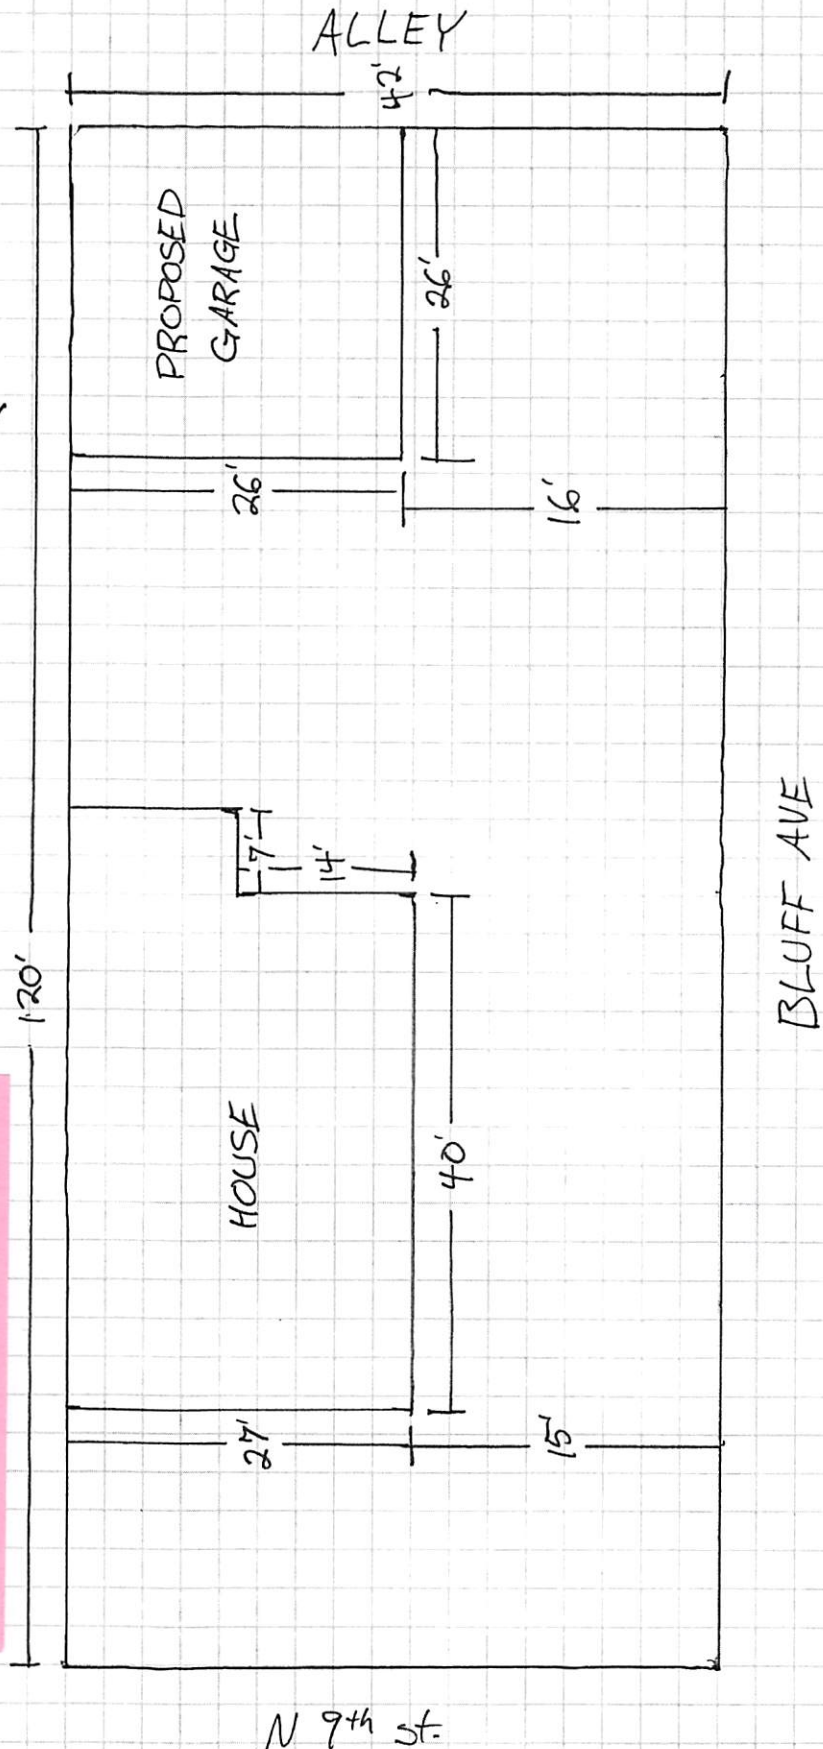 ALLEY
42'
PROPOSED
GARAGE
26'
26'
16'
7'
14'
120'
BLUFF AVE
HOUSE
40'
27'
15'
N 9th st.